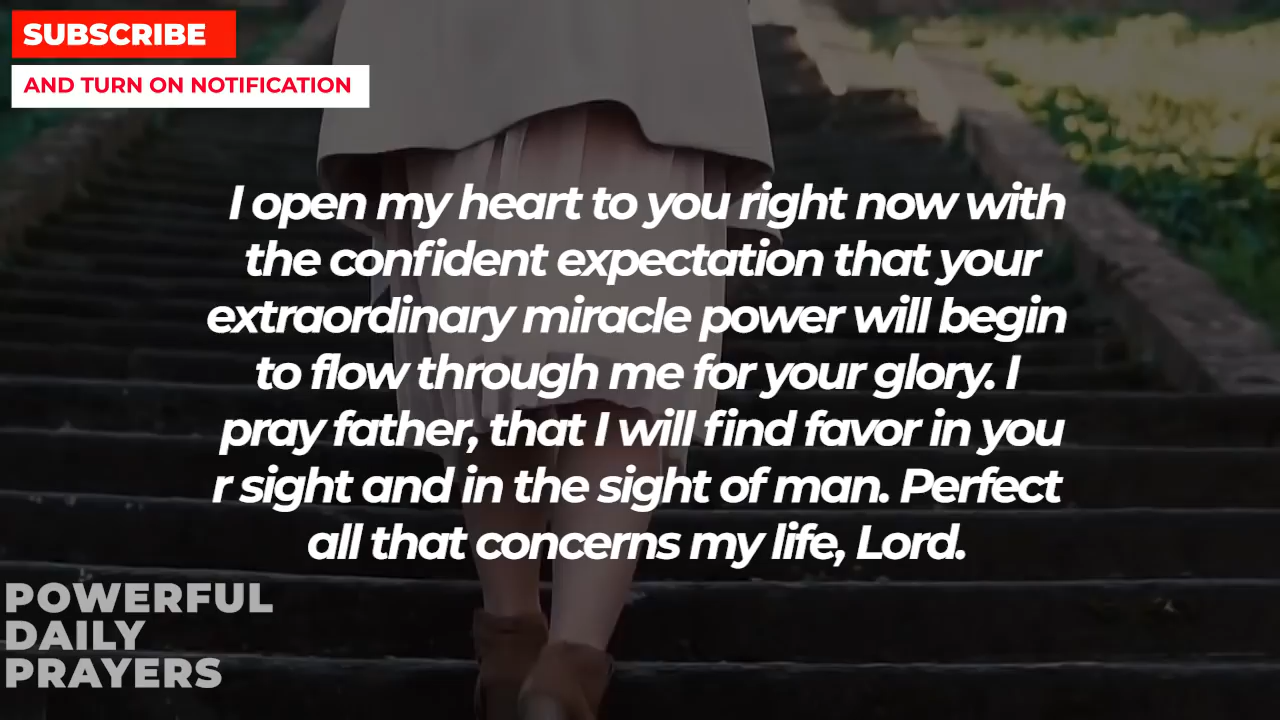 SUBSCRIBE
AND TURN ON NOTIFICATION
I open my heart to you right now with
the confident expectation that your
extraordinary miracle power will begin
to flow through me for your glory. I
pray father, that I will find favor in you
r sight and in the sight of man. Perfect
all that concerns my life, Lord.
POWERFUL
DAILY
PRAYERS